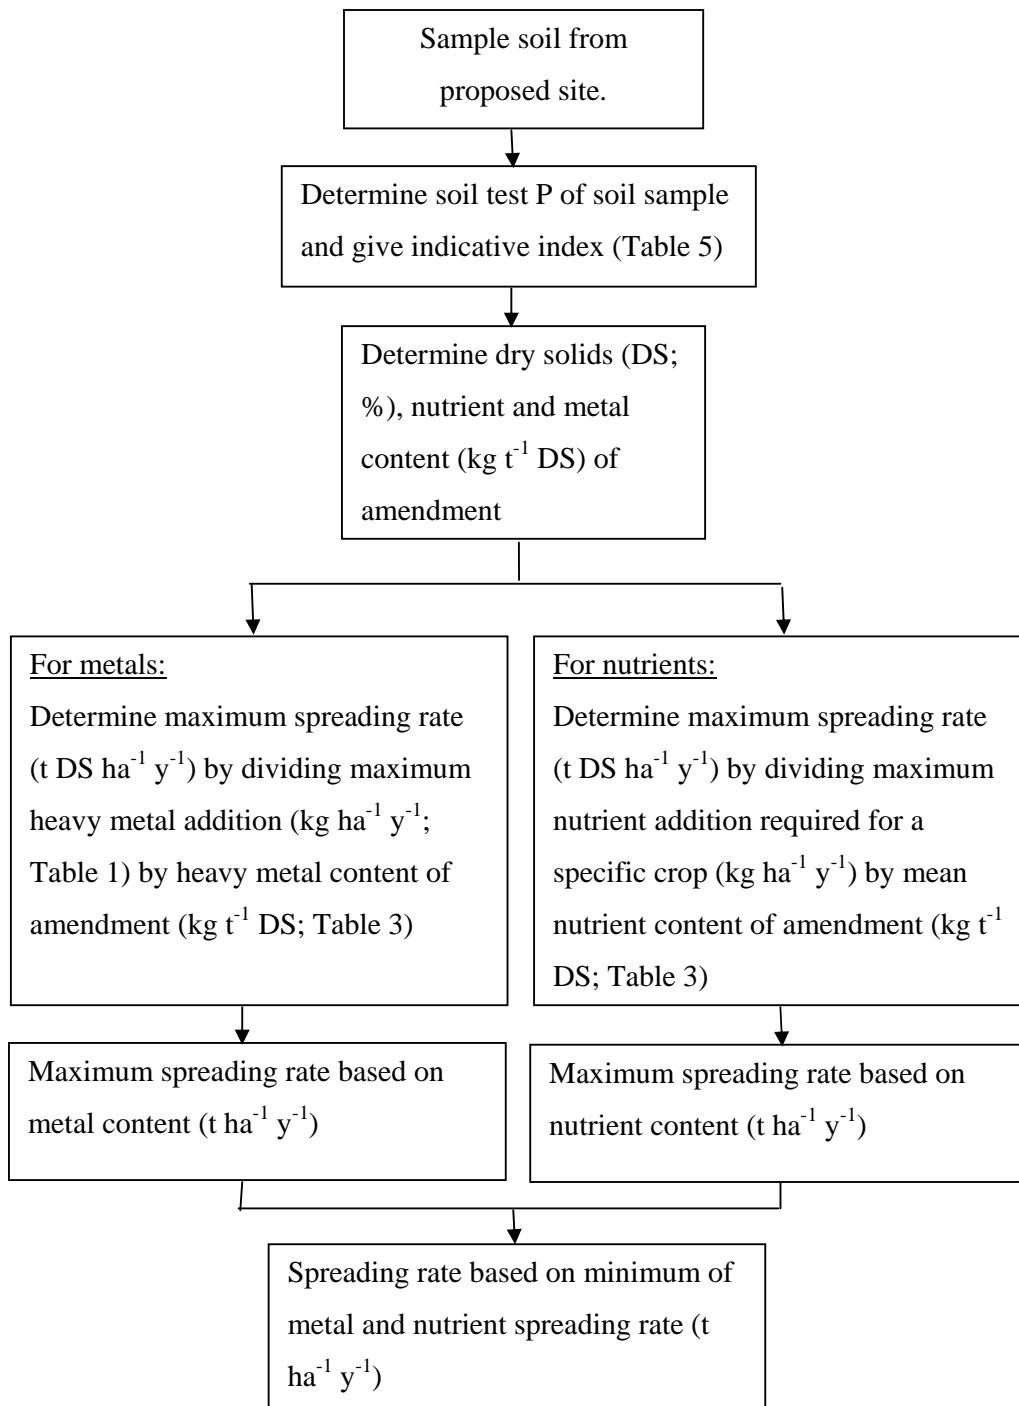 Sample soil from
proposed site.
Determine soil test P of soil sample
and give indicative index (Table 5)
Determine dry solids (DS;
%), nutrient and metal
content (kg t⁻¹ DS) of
amendment
For metals:
Determine maximum spreading rate
(t DS ha⁻¹ y⁻¹) by dividing maximum
heavy metal addition (kg ha⁻¹ y⁻¹;
Table 1) by heavy metal content of
amendment (kg t⁻¹ DS; Table 3)
For nutrients:
Determine maximum spreading rate
(t DS ha⁻¹ y⁻¹) by dividing maximum
nutrient addition required for a
specific crop (kg ha⁻¹ y⁻¹) by mean
nutrient content of amendment (kg t⁻¹
DS; Table 3)
Maximum spreading rate based on
metal content (t ha⁻¹ y⁻¹)
Maximum spreading rate based on
nutrient content (t ha⁻¹ y⁻¹)
Spreading rate based on minimum of
metal and nutrient spreading rate (t
ha⁻¹ y⁻¹)